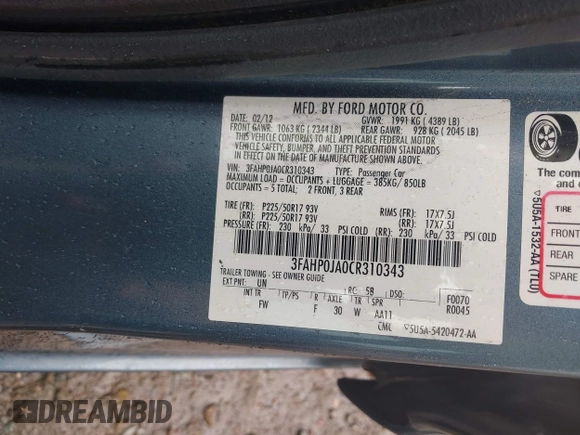 MFD. BY FORD MOTOR CO.
DATE: 02/12 GVWR: 1991 KG ( 4389 LB)
FRONT GAWR: 1063 KG ( 2344 LB) REAR GAWR: 928 KG ( 2045 LB)
THIS VEHICLE CONFORMS TO ALL APPLICABLE FEDERAL MOTOR
VEHICLE SAFETY, BUMPER, AND THEFT PREVENTION STANDARDS
IN EFFECT ON THE DATE OF MANUFACTURE SHOWN ABOVE.
VIN: 3FAHP0JA0CR310343 TYPE: Passenger Car
MAXIMUM LOAD = OCCUPANTS + LUGGAGE = 385KG/850LB
OCCUPANTS = 5 TOTAL: 2 FRONT, 3 REAR
(FR): P225/50R17 93V RIMS (FR): 17X7.5J
TIRE: (RR): P225/50R17 93V (RR): 17X7.5J
PRESSURE (FR): 230 kPa/ 33 PSI COLD (RR): 230 kPa/ 33 PSI COLD
3FAHP0JA0CR310343
TRAILER TOWING - SEE OWNER GUIDE
EXT PNT: UN RC: 58 DSO: F0070
INT TR TP/PS R AXLE TR SPR R0045
FW F 30 W AA11
CML ▽5U5A-5420472-AA
The com
TIRE
FRONT
REAR
SPARE
▽5U5A-1532-AA (TLU)
DREAMBID